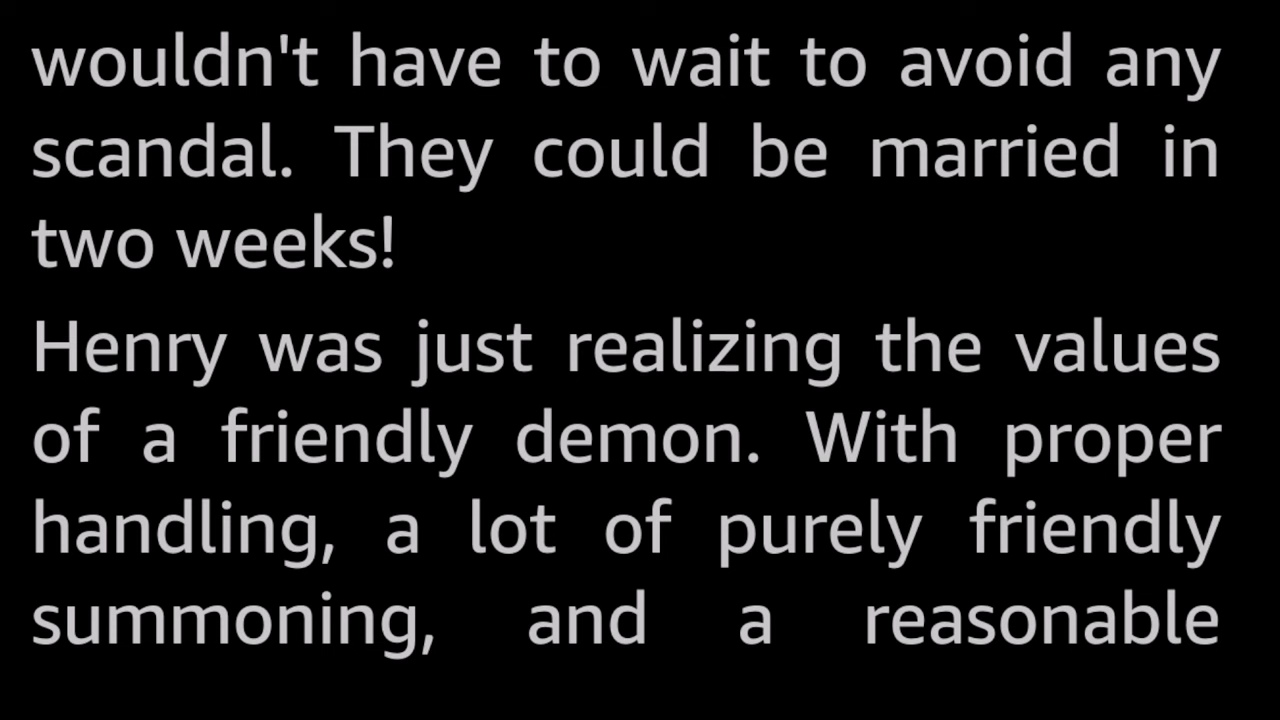 wouldn't have to wait to avoid any
scandal. They could be married in
two weeks!
Henry was just realizing the values
of a friendly demon. With proper
handling, a lot of purely friendly
summoning, and a reasonable